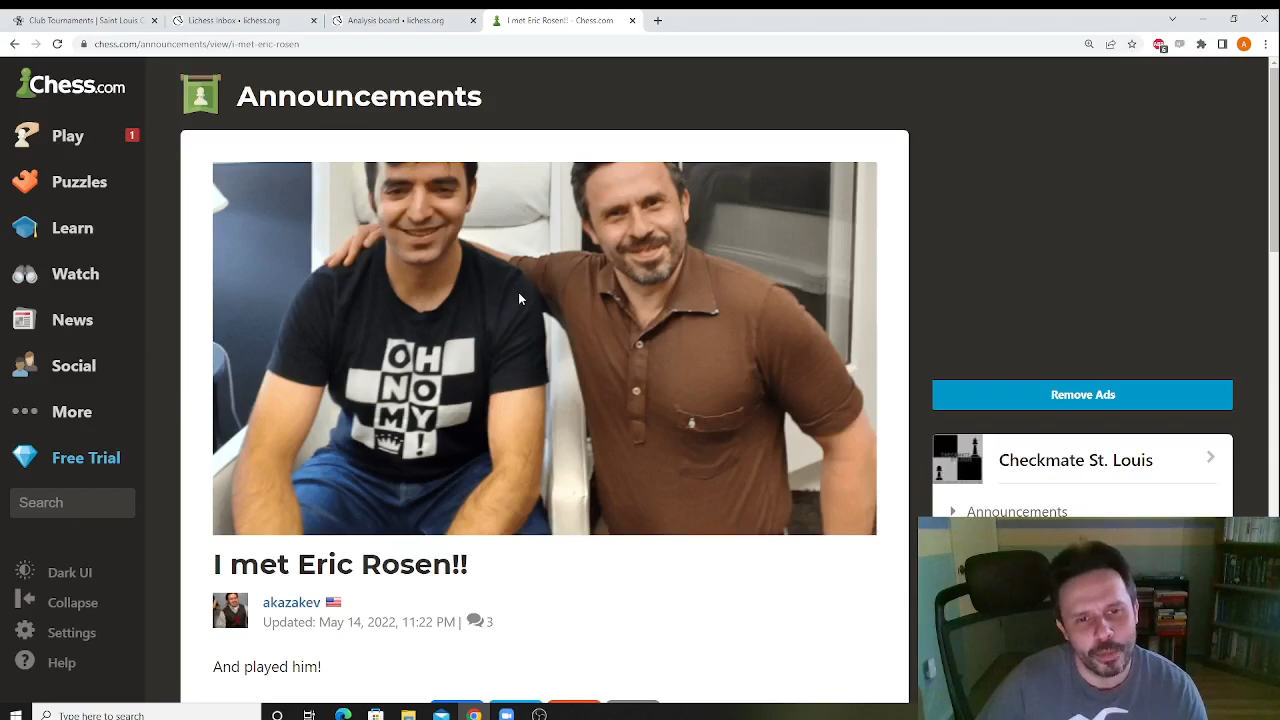 Club Tournaments | Saint Louis C
Lichess Inbox • lichess.org
Analysis board • lichess.org
I met Eric Rosen!! - Chess.com
chess.com/announcements/view/i-met-eric-rosen
A
Chess.com
Announcements
Play
1
Puzzles
Learn
Watch
News
Social
More
Free Trial
Search
Dark UI
Collapse
Settings
Help
OH
NO
MY
!
Remove Ads
Checkmate St. Louis
Announcements
I met Eric Rosen!!
akazakev
Updated: May 14, 2022, 11:22 PM |
3
And played him!
Type here to search